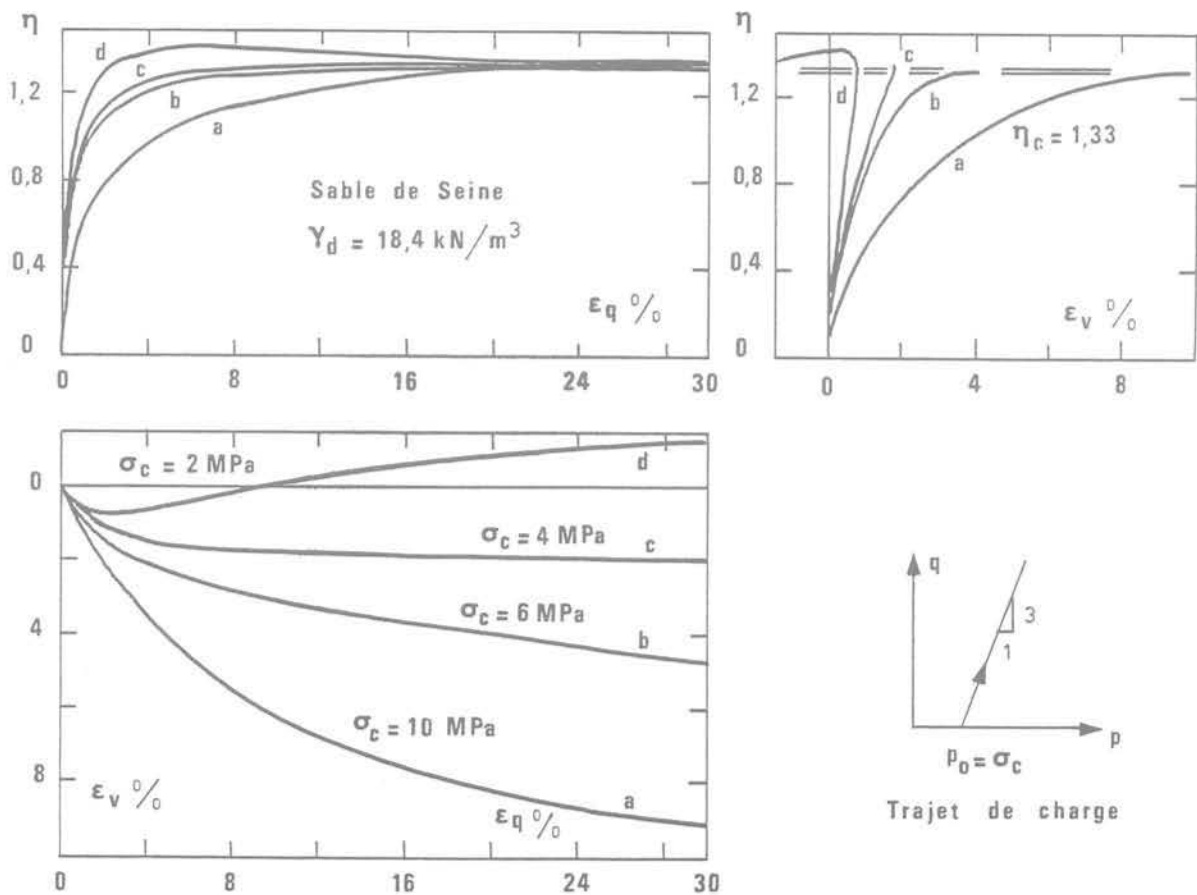 η
1,2
0,8
0,4
0
d
c
b
a
Sable de Seine
γd = 18,4 kN/m³
εq %
0
8
16
24
30
η
1,2
0,8
0,4
0
c
d
b
a
ηc = 1,33
εv %
0
4
8
0
4
8
σc = 2 MPa
d
σc = 4 MPa
c
σc = 6 MPa
b
σc = 10 MPa
a
εv %
εq %
0
8
16
24
30
q
3
1
p
p₀ = σc
Trajet de charge